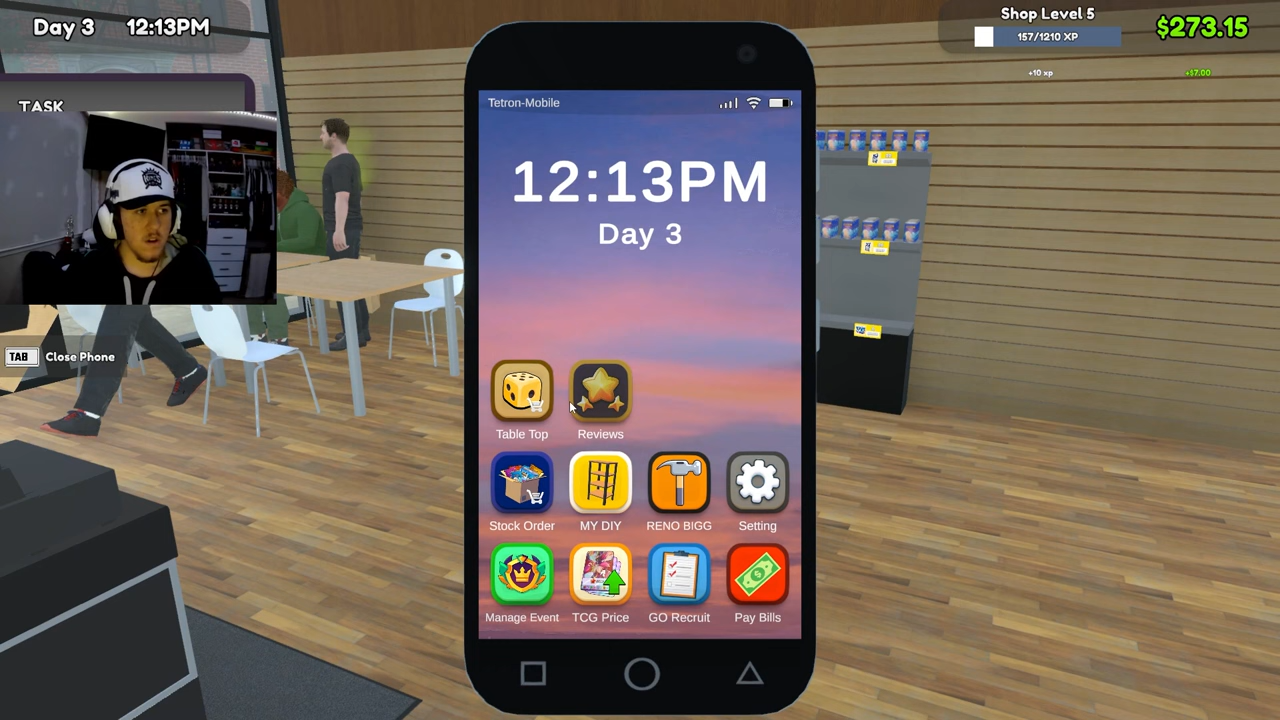 Day 3 12:13PM
Shop Level 5
157/1210 XP
$273.15
+10 xp
+$7.00
TASK
TAB Close Phone
Tetron-Mobile
12:13PM
Day 3
Table Top
Reviews
Stock Order
MY DIY
RENO BIGG
Setting
Manage Event
TCG Price
GO Recruit
Pay Bills